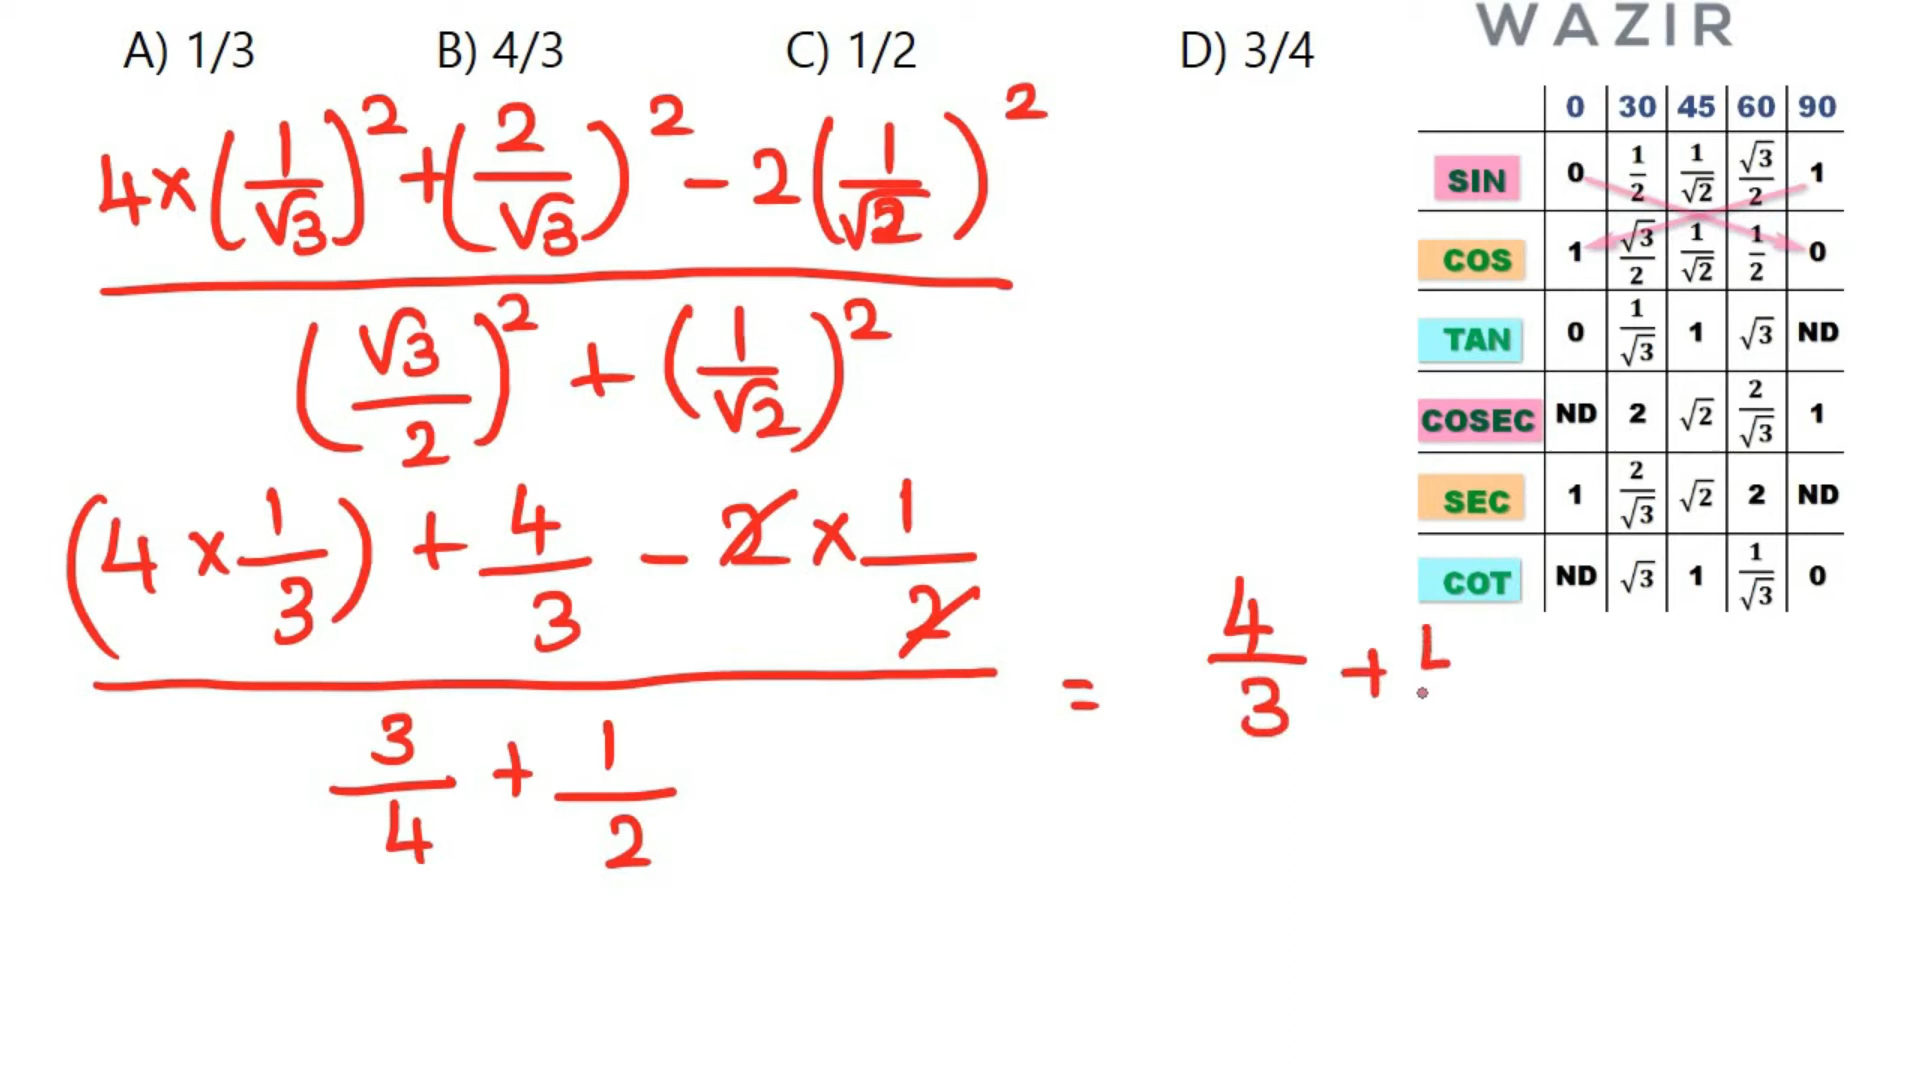 WAZIR
A) 1/3 B) 4/3 C) 1/2 D) 3/4
4×(1/√3)² + (2/√3)² − 2(1/√2)²
(√3/2)² + (1/√2)²
(4×1/3) + 4/3 − 2×1/2
3/4 + 1/2
= 4/3 +
0 30 45 60 90
SIN 0 1/2 1/√2 √3/2 1
COS 1 √3/2 1/√2 1/2 0
TAN 0 1/√3 1 √3 ND
COSEC ND 2 √2 2/√3 1
SEC 1 2/√3 √2 2 ND
COT ND √3 1 1/√3 0